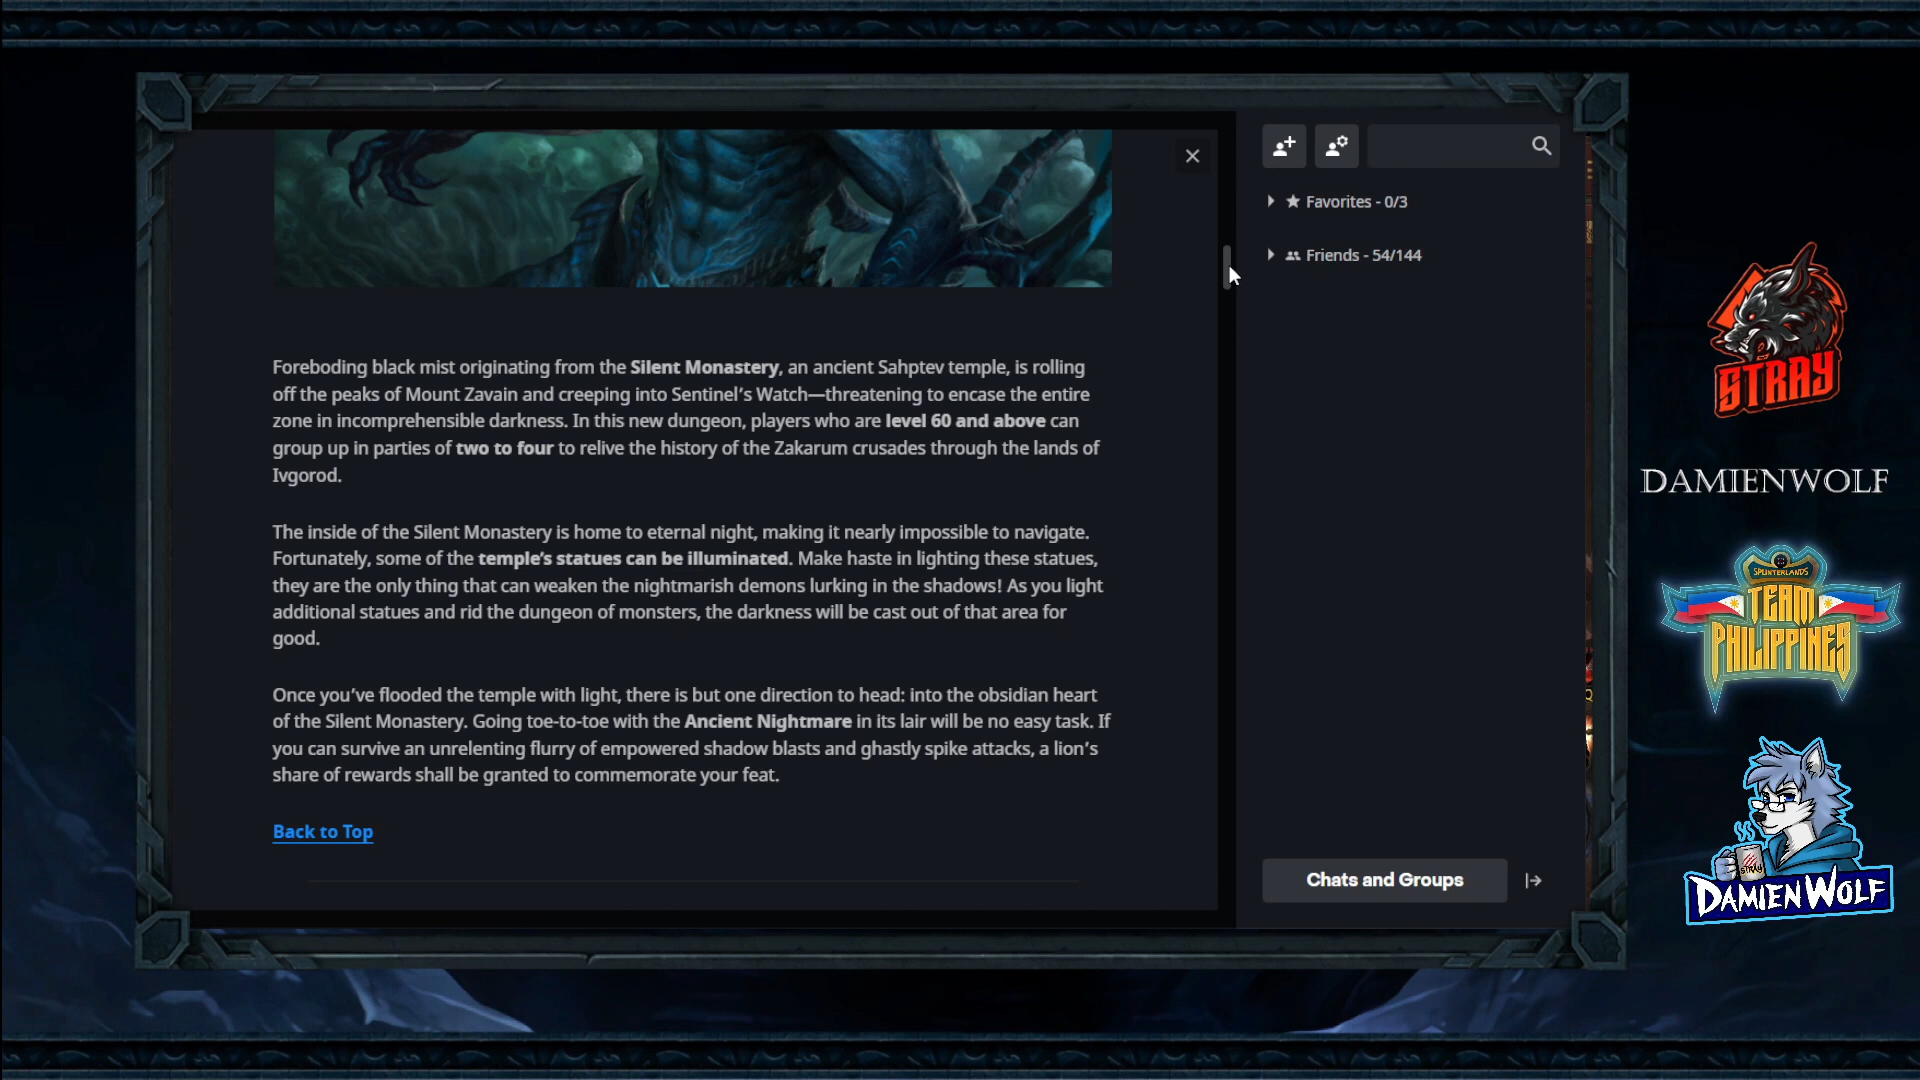 Foreboding black mist originating from the Silent Monastery, an ancient Sahptev temple, is rolling
off the peaks of Mount Zavain and creeping into Sentinel's Watch—threatening to encase the entire
zone in incomprehensible darkness. In this new dungeon, players who are level 60 and above can
group up in parties of two to four to relive the history of the Zakarum crusades through the lands of
Ivgorod.
The inside of the Silent Monastery is home to eternal night, making it nearly impossible to navigate.
Fortunately, some of the temple's statues can be illuminated. Make haste in lighting these statues,
they are the only thing that can weaken the nightmarish demons lurking in the shadows! As you light
additional statues and rid the dungeon of monsters, the darkness will be cast out of that area for
good.
Once you've flooded the temple with light, there is but one direction to head: into the obsidian heart
of the Silent Monastery. Going toe-to-toe with the Ancient Nightmare in its lair will be no easy task. If
you can survive an unrelenting flurry of empowered shadow blasts and ghastly spike attacks, a lion's
share of rewards shall be granted to commemorate your feat.
Back to Top
Favorites - 0/3
Friends - 54/144
Chats and Groups
STRAY
DAMIENWOLF
SPLINTERLANDS
TEAM
PHILIPPINES
STRAY
DAMIENWOLF